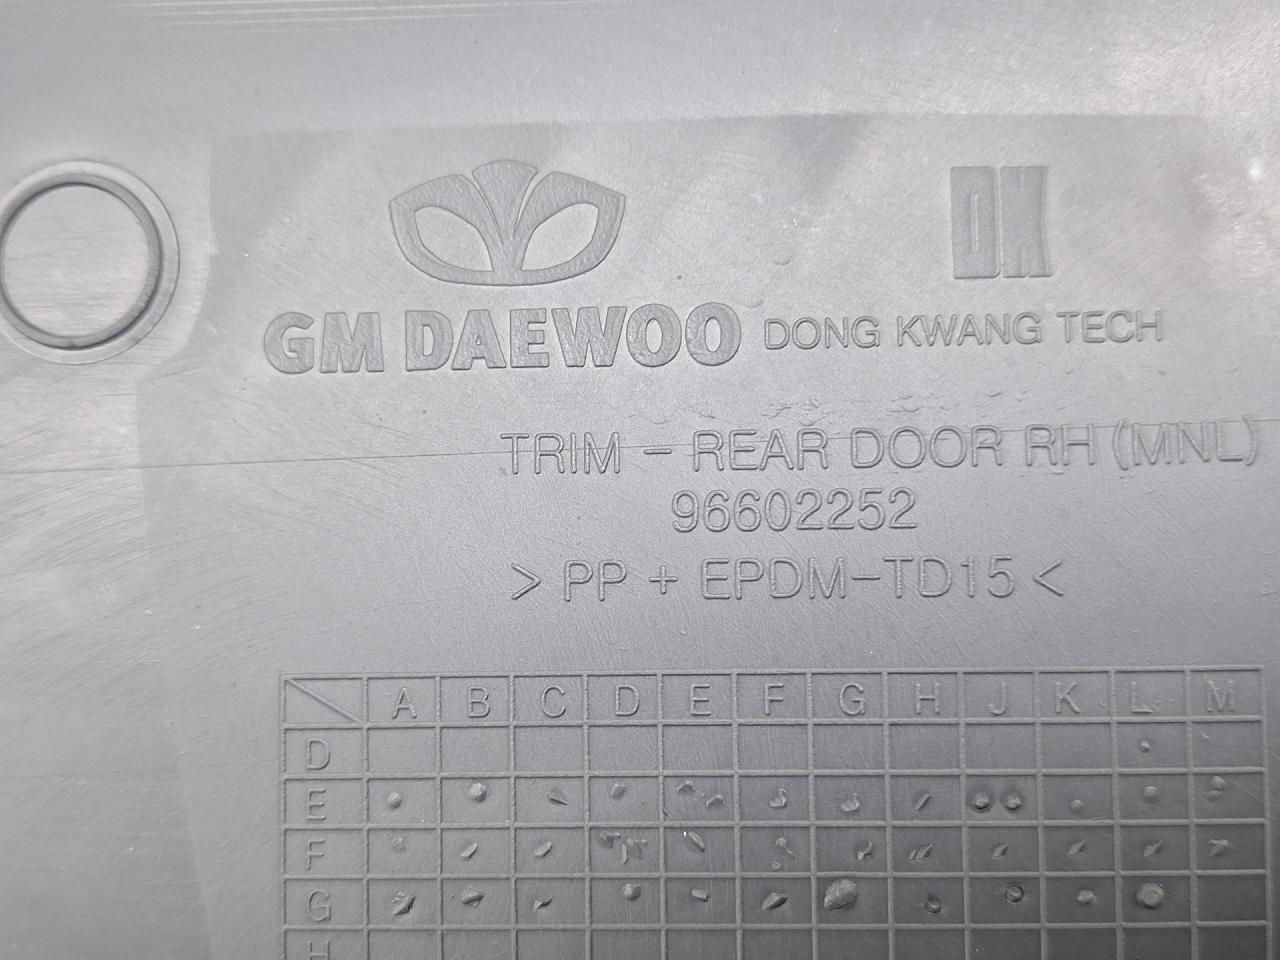 DK
GM DAEWOO DONG KWANG TECH
TRIM - REAR DOOR RH (MNL)
96602252
> PP + EPDM-TD15 <
A B C D E F G H J K L M
D
E
F
G
H